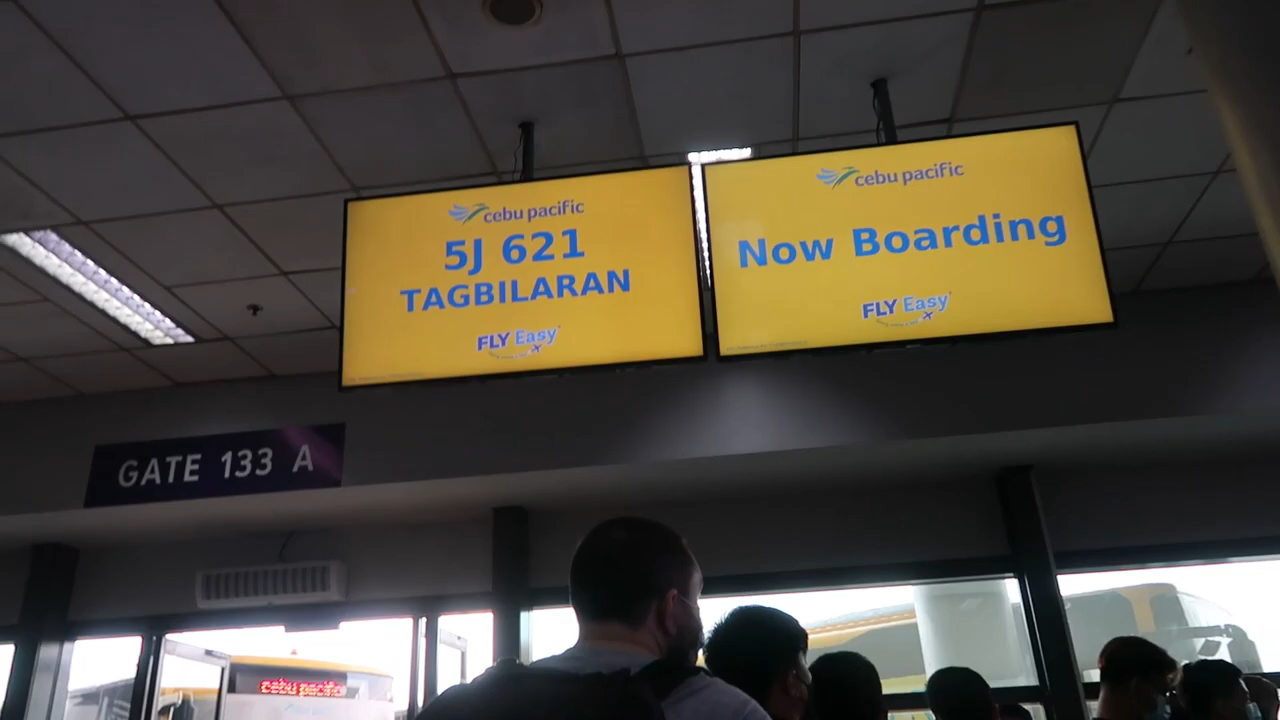 cebu pacific
5J 621
TAGBILARAN
FLY Easy
cebu pacific
Now Boarding
FLY Easy
GATE 133 A
cebu pacific